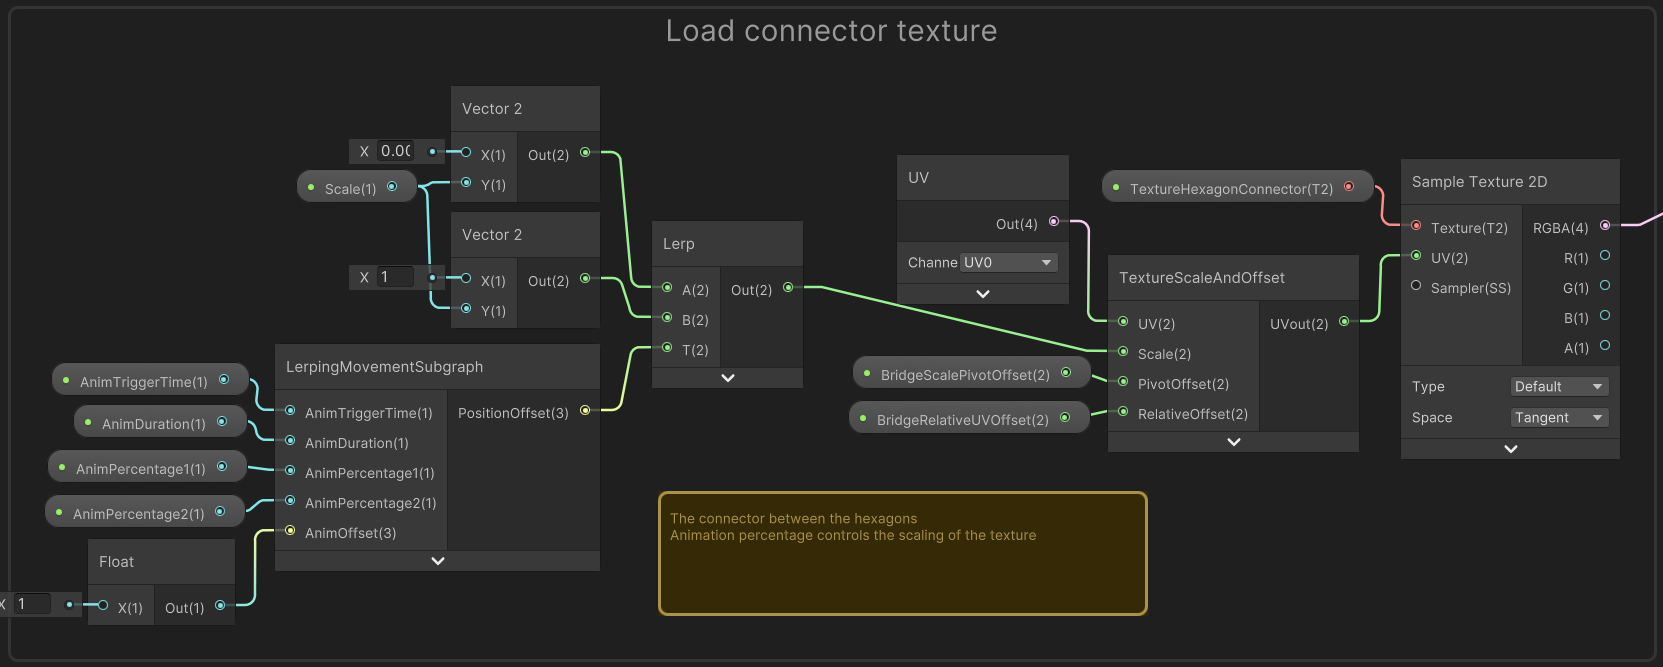 Load connector texture
Vector 2
X 0.00
X(1)
Out(2)
Scale(1)
Y(1)
Vector 2
X 1
X(1)
Out(2)
Y(1)
Lerp
A(2)
Out(2)
B(2)
T(2)
UV
Out(4)
Channe UV0
TextureHexagonConnector(T2)
Sample Texture 2D
Texture(T2)
RGBA(4)
UV(2)
R(1)
Sampler(SS)
G(1)
B(1)
A(1)
Type Default
Space Tangent
TextureScaleAndOffset
UV(2)
UVout(2)
Scale(2)
PivotOffset(2)
RelativeOffset(2)
BridgeScalePivotOffset(2)
BridgeRelativeUVOffset(2)
LerpingMovementSubgraph
AnimTriggerTime(1)
AnimTriggerTime(1)
PositionOffset(3)
AnimDuration(1)
AnimDuration(1)
AnimPercentage1(1)
AnimPercentage1(1)
AnimPercentage2(1)
AnimPercentage2(1)
AnimOffset(3)
Float
X 1
X(1)
Out(1)
The connector between the hexagons
Animation percentage controls the scaling of the texture